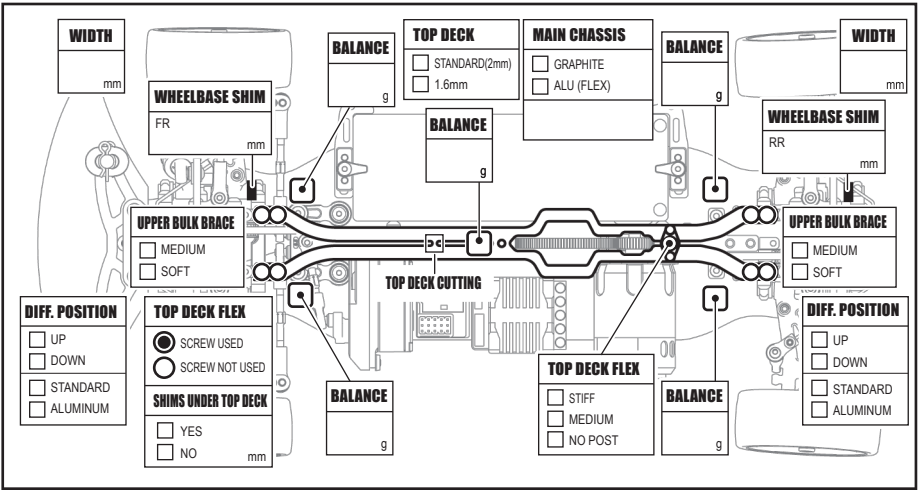 WIDTH
mm
BALANCE
g
TOP DECK
STANDARD(2mm)
1.6mm
MAIN CHASSIS
GRAPHITE
ALU (FLEX)
BALANCE
g
WIDTH
mm
WHEELBASE SHIM
FR
mm
BALANCE
g
WHEELBASE SHIM
RR
mm
UPPER BULK BRACE
MEDIUM
SOFT
TOP DECK CUTTING
UPPER BULK BRACE
MEDIUM
SOFT
DIFF. POSITION
UP
DOWN
STANDARD
ALUMINUM
TOP DECK FLEX
SCREW USED
SCREW NOT USED
SHIMS UNDER TOP DECK
YES
NO
mm
BALANCE
g
TOP DECK FLEX
STIFF
MEDIUM
NO POST
BALANCE
g
DIFF. POSITION
UP
DOWN
STANDARD
ALUMINUM